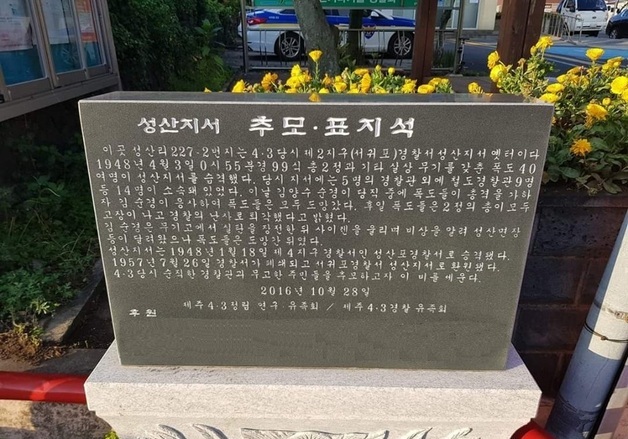 성산지서 추모·표지석
이 곳 성산리 227-2번지는 4·3당시 제2지구(서귀포)경찰서 성산지서 옛터이다
1948년 4월 3일 0시 55분경 99식 총 2정과 기타 살상 무기를 갖춘 폭도 40
여명이 성산지서를 습격했다. 당시 지서에는 5명의 경찰관 외에 철도경찰관 9명
등 14명이 소속돼 있었다. 이날 김양수 순경이 당직 중에 폭도들이 총격을 가하
자 김 순경이 응사하여 폭도들은 모두 도망갔다. 후일 폭도들은 2정의 총이 모두
고장이 나고 경찰의 난사로 퇴각됐다고 밝혔다.
김 순경은 무기고에서 실탄을 장전한 뒤 사이렌을 울리며 비상을 알려 성산면장
등이 달려왔으나 폭도들은 도망간 뒤였다.
성산지서는 1948년 11월 18일 제4지구 경찰서인 성산포경찰서로 승격됐다.
1957년 7월 26일 경찰서가 폐쇄되고 서귀포경찰서 성산지서로 환원됐다.
4·3당시 순직한 경찰관과 무고한 주민들을 추모하고자 이 비를 세운다.
2016년 10월 28일
제주4·3정립 연구 유족회 / 제주4·3경찰 유족회
후원